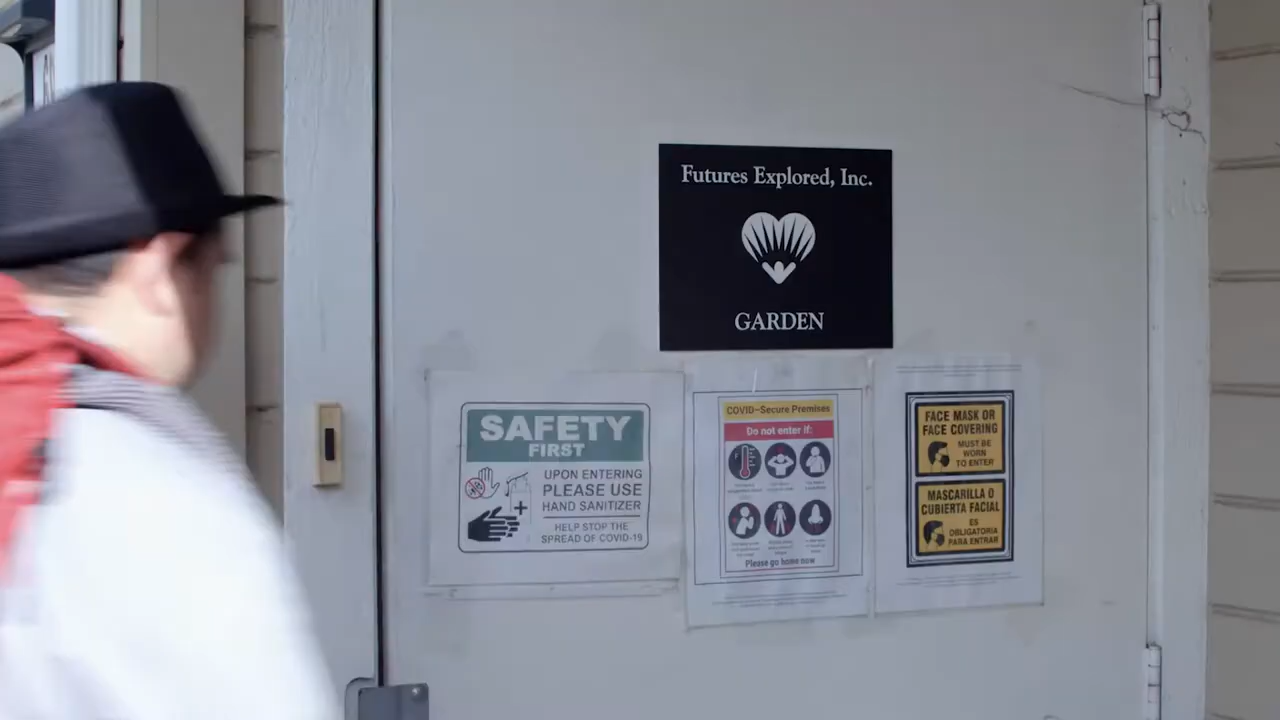 Futures Explored, Inc.
GARDEN
SAFETY
FIRST
UPON ENTERING
PLEASE USE
HAND SANITIZER
HELP STOP THE
SPREAD OF COVID-19
COVID-Secure Premises
Do not enter if:
Please go home now
FACE MASK OR
FACE COVERING
MUST BE
WORN
TO ENTER
MASCARILLA O
CUBIERTA FACIAL
ES
OBLIGATORIA
PARA ENTRAR